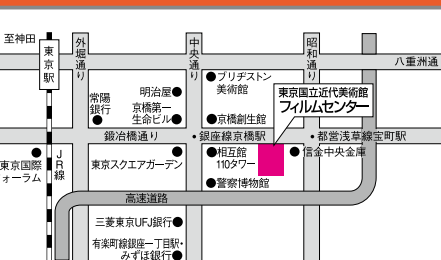 至神田
東京駅
外堀通り
中央通り
昭和通り
八重洲通
ブリヂストン
美術館
明治屋
常陽
銀行
京橋第一
生命ビル
京橋創生館
東京国立近代美術館
フィルムセンター
鍛冶橋通り
銀座線京橋駅
都営浅草線宝町駅
JR線
東京国際
ォーラム
東京スクエアガーデン
相互館
110タワー
信金中央金庫
警察博物館
高速道路
三菱東京UFJ銀行
有楽町線銀座一丁目駅・
みずほ銀行